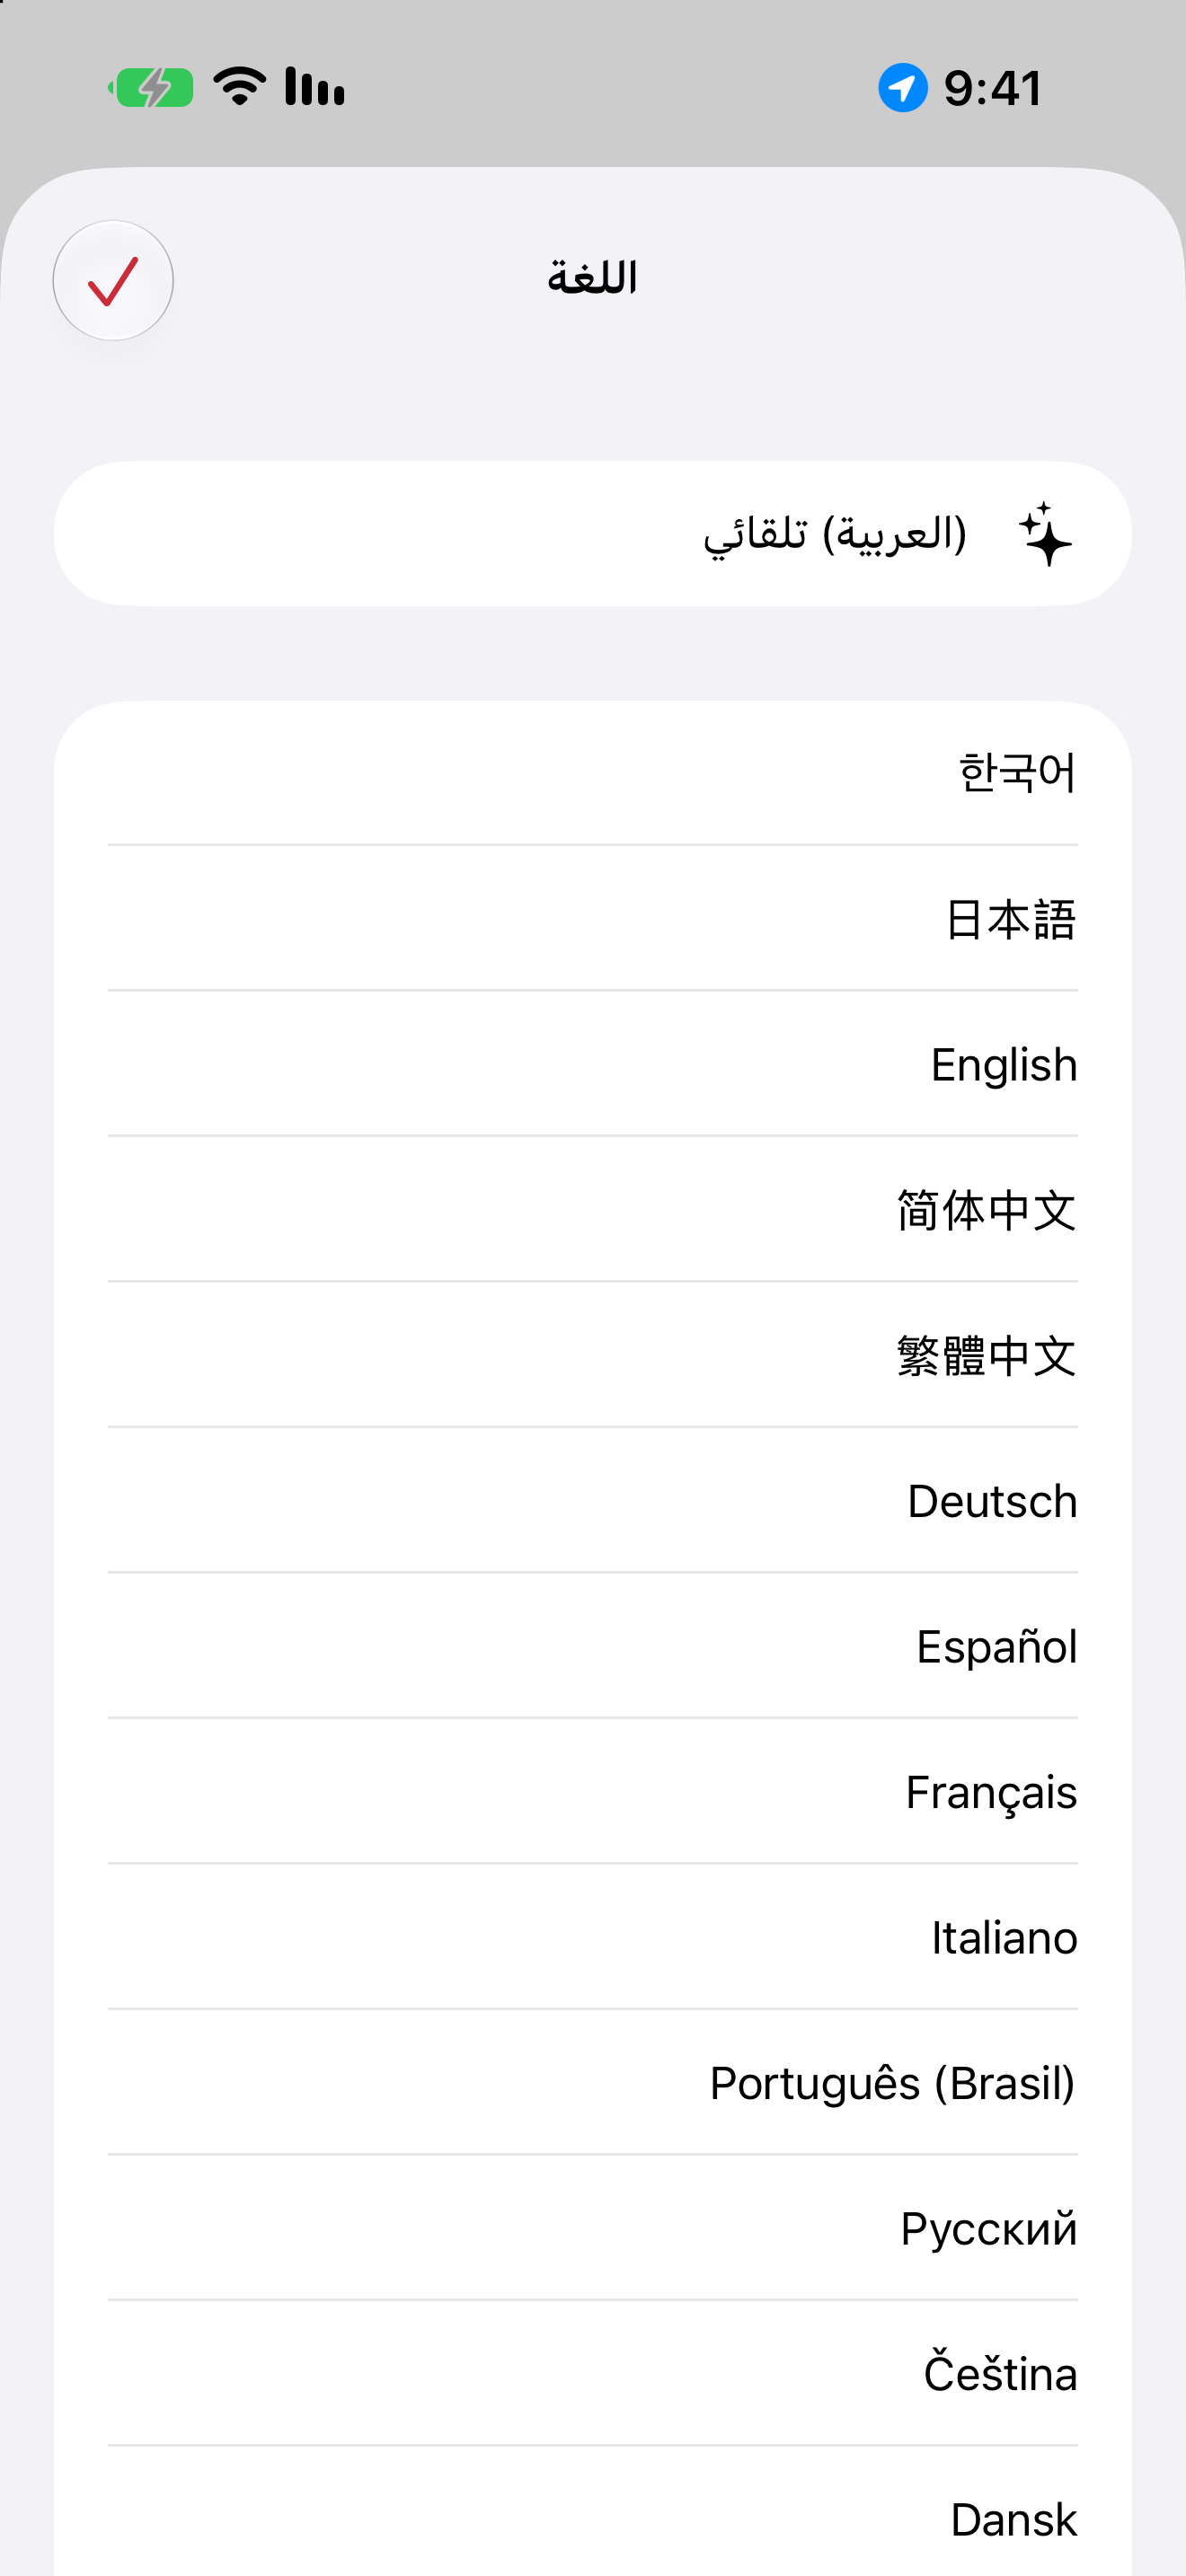 9:41
اللغة
(العربية) تلقائي
한국어
日本語
English
简体中文
繁體中文
Deutsch
Español
Français
Italiano
Português (Brasil)
Русский
Čeština
Dansk